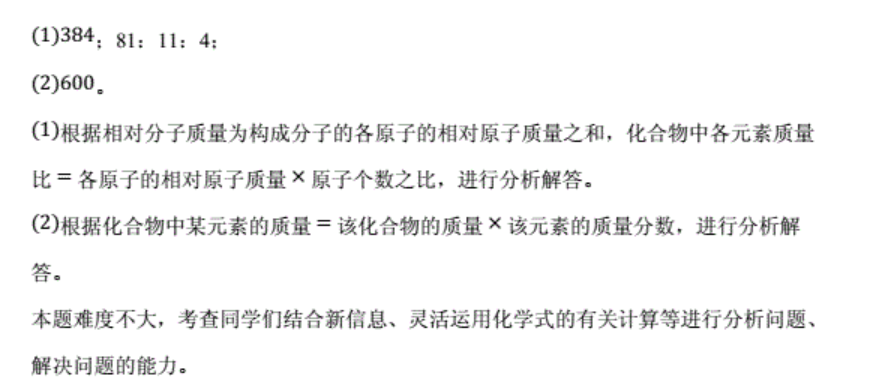 (1)384；81：11：4；
(2)600。
(1)根据相对分子质量为构成分子的各原子的相对原子质量之和，化合物中各元素质量
比 = 各原子的相对原子质量 × 原子个数之比，进行分析解答。
(2)根据化合物中某元素的质量 = 该化合物的质量 × 该元素的质量分数，进行分析解
答。
本题难度不大，考查同学们结合新信息、灵活运用化学式的有关计算等进行分析问题、
解决问题的能力。